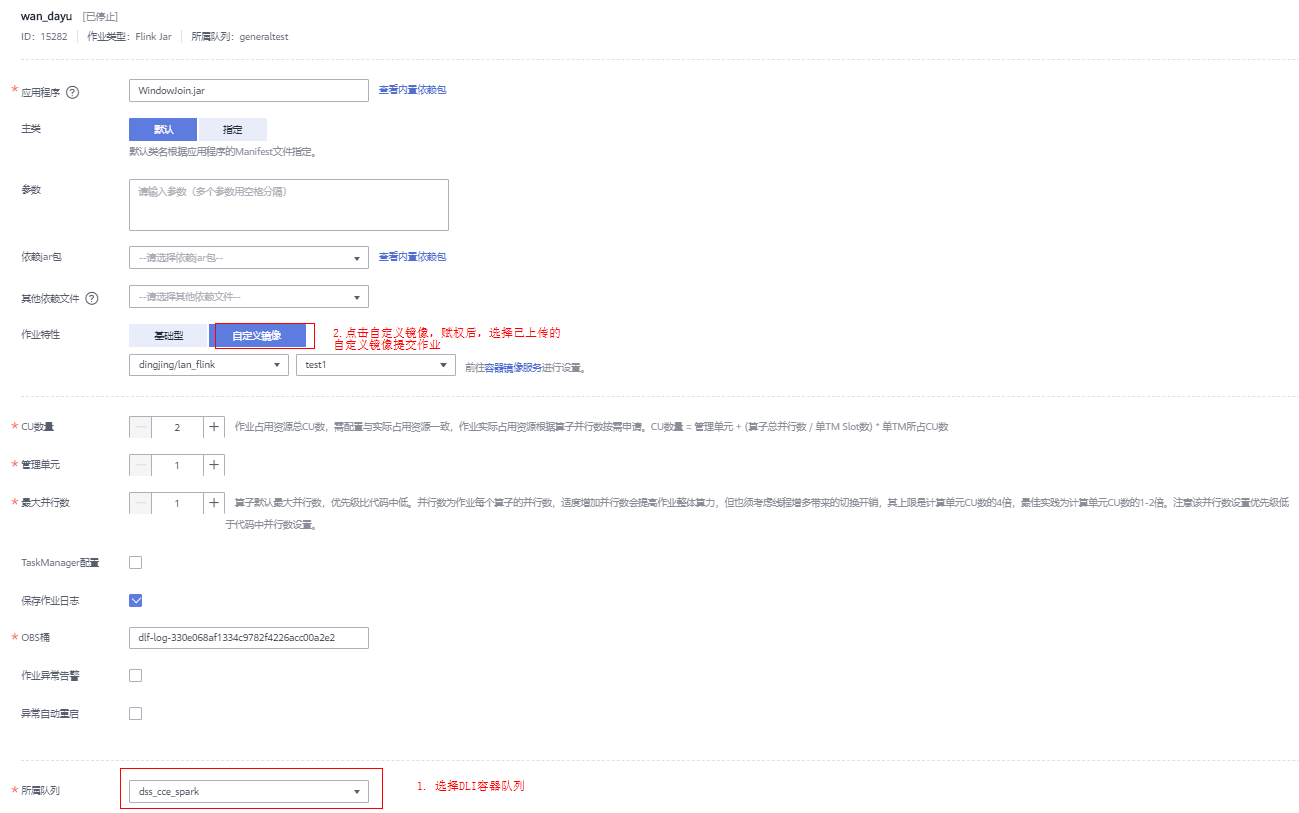 wan_dayu [已停止]
ID: 15282 作业类型: Flink Jar 所属队列: generaltest
* 应用程序 ? WindowJoin.jar 查看内置依赖包
主类 默认 指定
默认类名根据应用程序的Manifest文件指定。
参数 请输入参数（多个参数用空格分隔）
依赖jar包 --请选择依赖jar包-- 查看内置依赖包
其他依赖文件 ? --请选择其他依赖文件--
作业特性 基础型 自定义镜像 2.点击自定义镜像，赋权后，选择已上传的
自定义镜像提交作业
dingjing/lan_flink test1 前往容器镜像服务进行设置。
* CU数量 2 + 作业占用资源总CU数，需配置与实际占用资源一致，作业实际占用资源根据算子并行数按需申请。CU数量 = 管理单元 + (算子总并行数 / 单TM Slot数) * 单TM所占CU数
* 管理单元 1 +
* 最大并行数 1 + 算子默认最大并行数，优先级比代码中低。并行数为作业每个算子的并行数，适度增加并行数会提高作业整体算力，但也须考虑线程增多带来的切换开销，其上限是计算单元CU数的4倍，最佳实践为计算单元CU数的1-2倍。注意该并行数设置优先级低
于代码中并行数设置。
TaskManager配置
保存作业日志
* OBS桶 dlf-log-330e068af1334c9782f4226acc00a2e2
作业异常告警
异常自动重启
* 所属队列 dss_cce_spark 1. 选择DLI容器队列